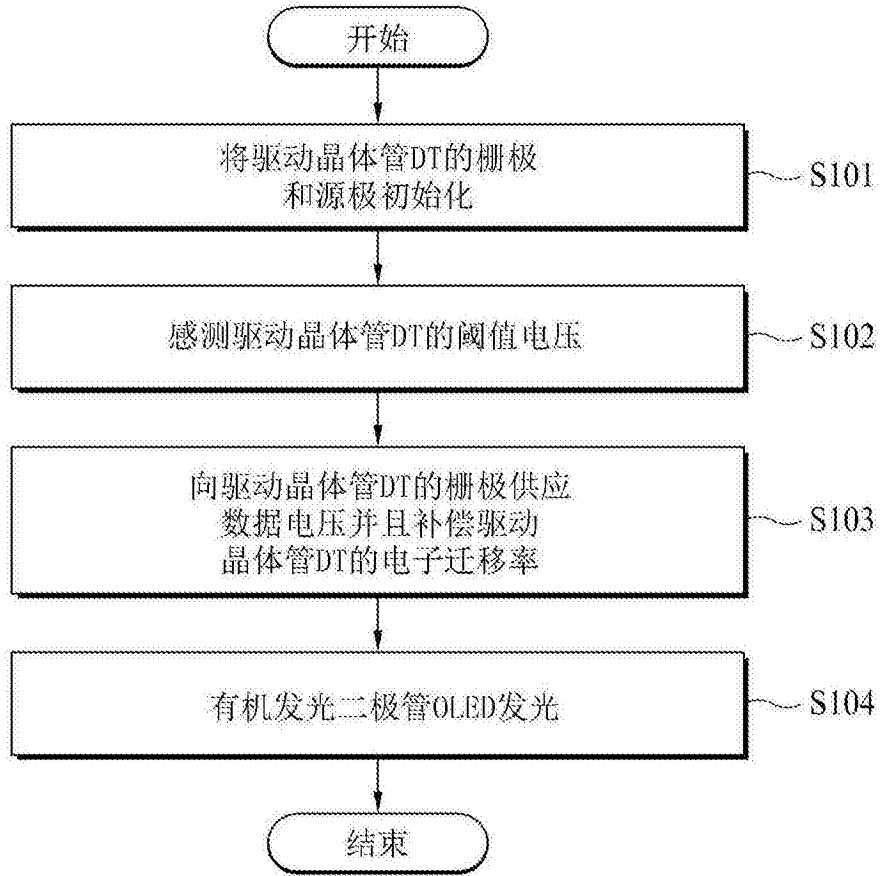 开始
将驱动晶体管DT的栅极
和源极初始化
S101
感测驱动晶体管DT的阈值电压
S102
向驱动晶体管DT的栅极供应
数据电压并且补偿驱动
晶体管DT的电子迁移率
S103
有机发光二极管OLED发光
S104
结束